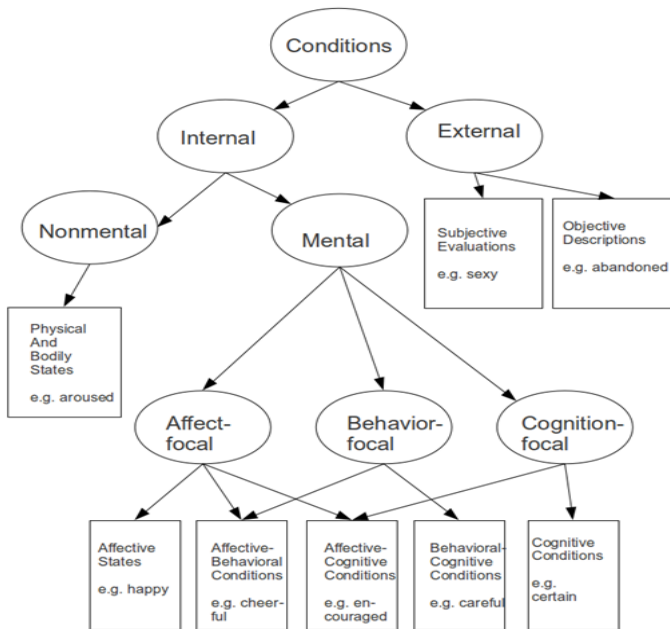 Conditions
Internal
External
Nonmental
Mental
Subjective
Evaluations
e.g. sexy
Objective
Descriptions
e.g. abandoned
Physical
And
Bodily
States
e.g. aroused
Affect-
focal
Behavior-
focal
Cognition-
focal
Affective
States
e.g. happy
Affective-
Behavioral
Conditions
e.g. cheer-
ful
Affective-
Cognitive
Conditions
e.g. en-
couraged
Behavioral-
Cognitive
Conditions
e.g. careful
Cognitive
Conditions
e.g.
certain